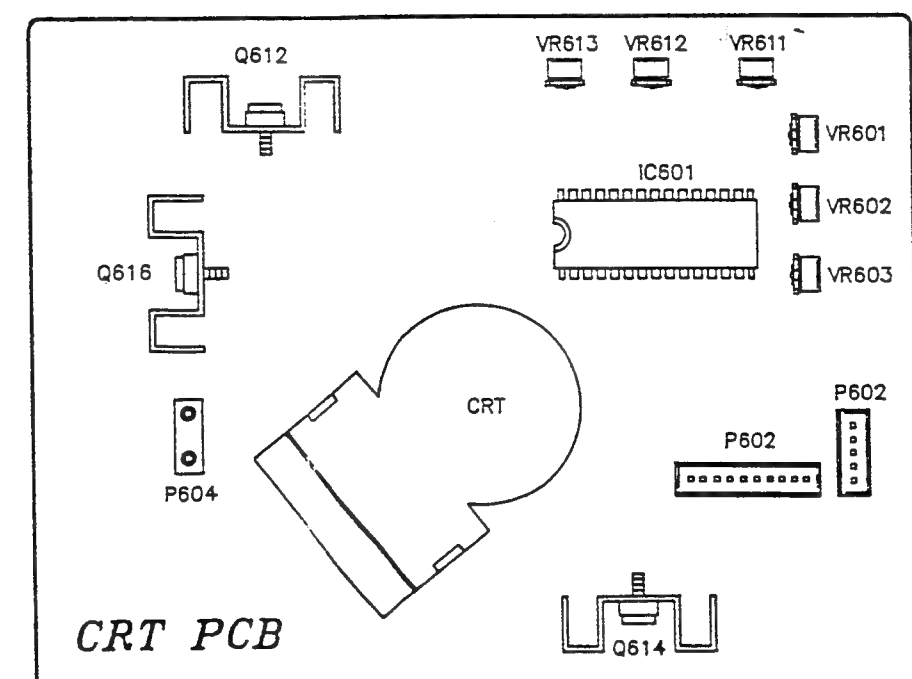 Q612
VR613
VR612
VR611
VR601
IC601
VR602
Q616
VR603
CRT
P602
P602
P604
CRT PCB
Q614